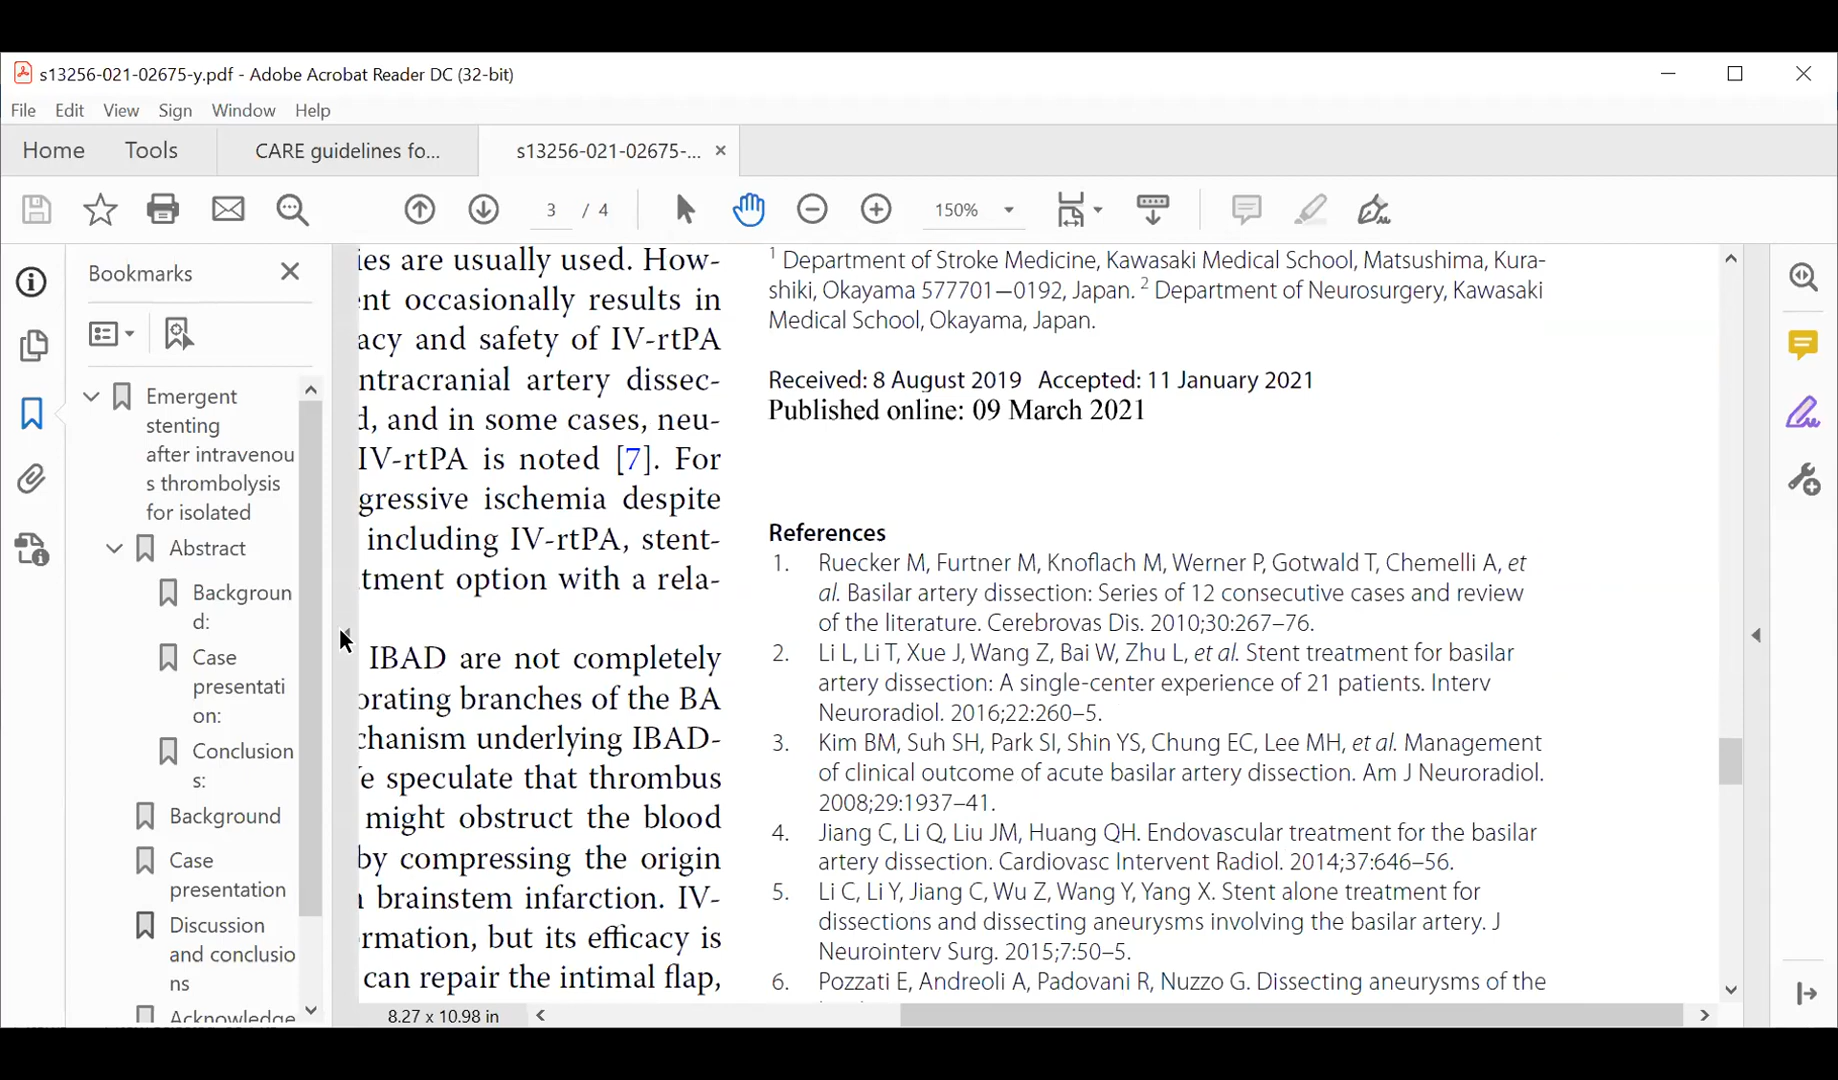 s13256-021-02675-y.pdf - Adobe Acrobat Reader DC (32-bit)
File Edit View Sign Window Help
Home Tools CARE guidelines fo... s13256-021-02675-...
3 / 4 150%
Bookmarks
Emergent
stenting
after intravenou
s thrombolysis
for isolated
Abstract
Backgroun
d:
Case
presentati
on:
Conclusion
s:
Background
Case
presentation
Discussion
and conclusio
ns
Acknowledge
ies are usually used. How-
nt occasionally results in
acy and safety of IV-rtPA
ntracranial artery dissec-
d, and in some cases, neu-
IV-rtPA is noted [7]. For
gressive ischemia despite
including IV-rtPA, stent-
tment option with a rela-
IBAD are not completely
orating branches of the BA
chanism underlying IBAD-
e speculate that thrombus
might obstruct the blood
by compressing the origin
brainstem infarction. IV-
rmation, but its efficacy is
can repair the intimal flap,
1 Department of Stroke Medicine, Kawasaki Medical School, Matsushima, Kura-
shiki, Okayama 577701—0192, Japan. 2 Department of Neurosurgery, Kawasaki
Medical School, Okayama, Japan.
Received: 8 August 2019 Accepted: 11 January 2021
Published online: 09 March 2021
References
1. Ruecker M, Furtner M, Knoflach M, Werner P, Gotwald T, Chemelli A, et
al. Basilar artery dissection: Series of 12 consecutive cases and review
of the literature. Cerebrovas Dis. 2010;30:267–76.
2. Li L, Li T, Xue J, Wang Z, Bai W, Zhu L, et al. Stent treatment for basilar
artery dissection: A single-center experience of 21 patients. Interv
Neuroradiol. 2016;22:260–5.
3. Kim BM, Suh SH, Park SI, Shin YS, Chung EC, Lee MH, et al. Management
of clinical outcome of acute basilar artery dissection. Am J Neuroradiol.
2008;29:1937–41.
4. Jiang C, Li Q, Liu JM, Huang QH. Endovascular treatment for the basilar
artery dissection. Cardiovasc Intervent Radiol. 2014;37:646–56.
5. Li C, Li Y, Jiang C, Wu Z, Wang Y, Yang X. Stent alone treatment for
dissections and dissecting aneurysms involving the basilar artery. J
Neurointerv Surg. 2015;7:50–5.
6. Pozzati E, Andreoli A, Padovani R, Nuzzo G. Dissecting aneurysms of the
8.27 x 10.98 in